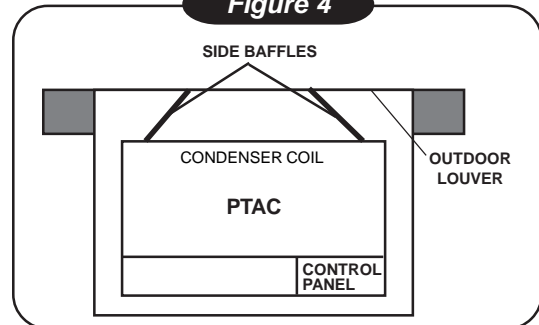 Figure 4
SIDE BAFFLES
CONDENSER COIL
OUTDOOR
LOUVER
PTAC
CONTROL
PANEL